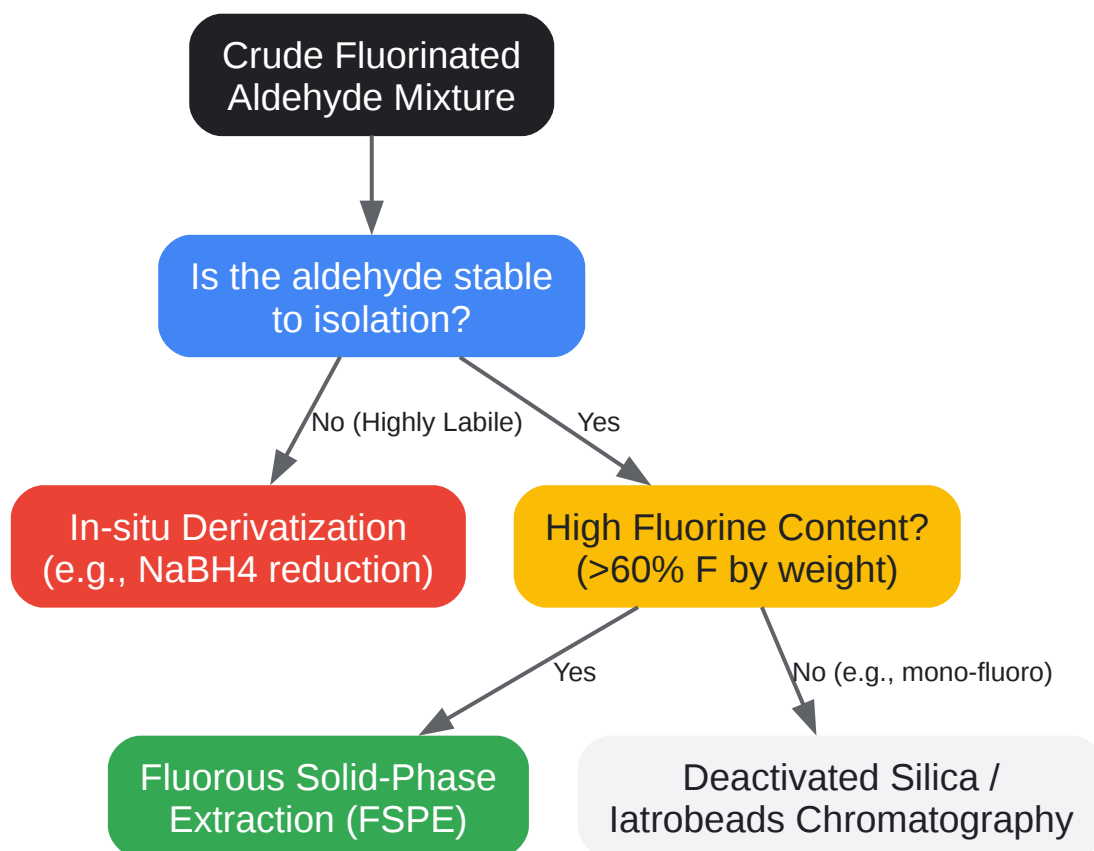 Crude Fluorinated
Aldehyde Mixture
Is the aldehyde stable
to isolation?
No (Highly Labile)
Yes
In-situ Derivatization
(e.g., NaBH4 reduction)
High Fluorine Content?
(>60% F by weight)
Yes
No (e.g., mono-fluoro)
Fluorous Solid-Phase
Extraction (FSPE)
Deactivated Silica /
Iatrobeads Chromatography